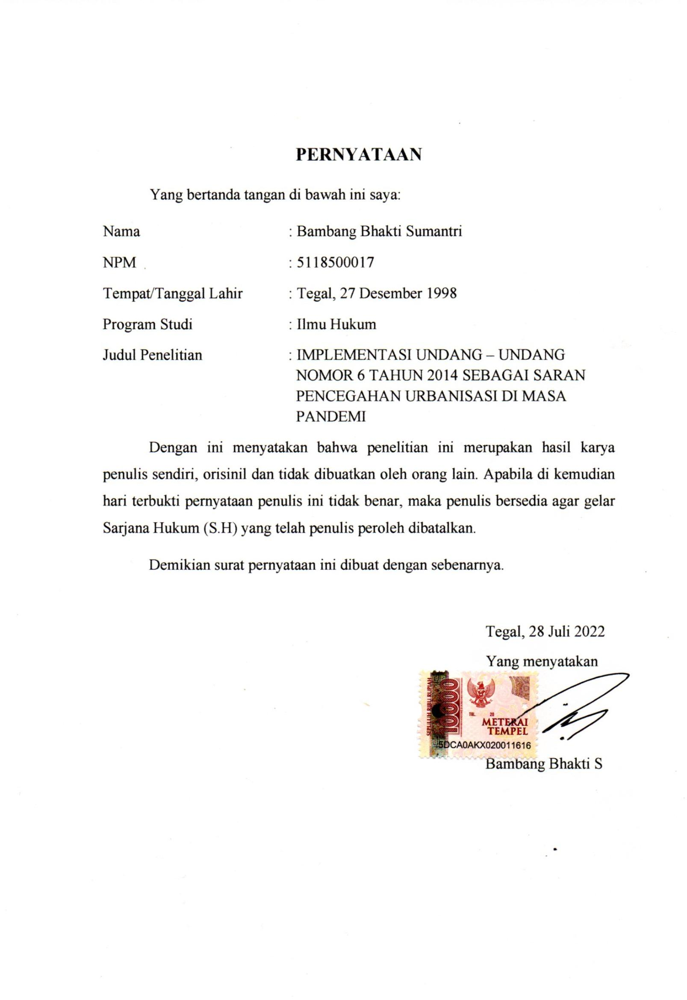 PERNYATAAN
Yang bertanda tangan di bawah ini saya:
Nama : Bambang Bhakti Sumantri
NPM : 5118500017
Tempat/Tanggal Lahir : Tegal, 27 Desember 1998
Program Studi : Ilmu Hukum
Judul Penelitian : IMPLEMENTASI UNDANG – UNDANG
NOMOR 6 TAHUN 2014 SEBAGAI SARAN
PENCEGAHAN URBANISASI DI MASA
PANDEMI
Dengan ini menyatakan bahwa penelitian ini merupakan hasil karya
penulis sendiri, orisinil dan tidak dibuatkan oleh orang lain. Apabila di kemudian
hari terbukti pernyataan penulis ini tidak benar, maka penulis bersedia agar gelar
Sarjana Hukum (S.H) yang telah penulis peroleh dibatalkan.
Demikian surat pernyataan ini dibuat dengan sebenarnya.
Tegal, 28 Juli 2022
Yang menyatakan
SEPULUH RIBU RUPIAH
10000
TGL. 20
METERAI
TEMPEL
5DCA0AKX020011616
Bambang Bhakti S